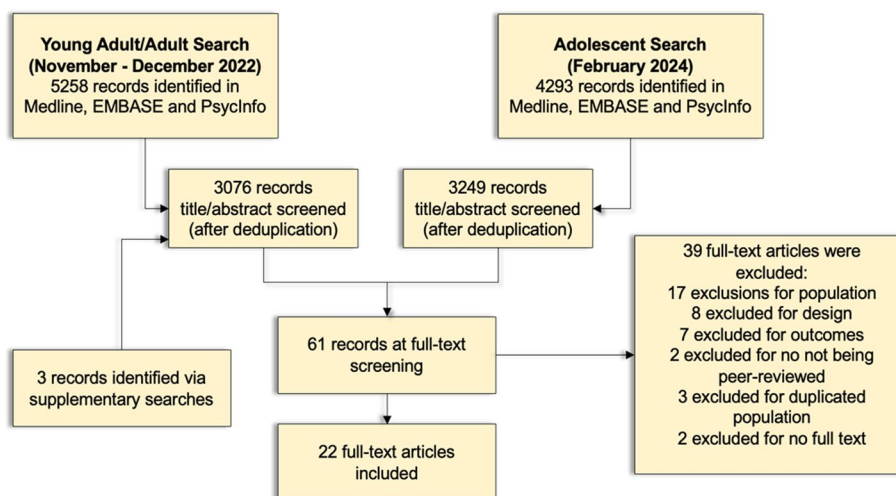 Young Adult/Adult Search
(November - December 2022)
5258 records identified in
Medline, EMBASE and PsycInfo
Adolescent Search
(February 2024)
4293 records identified in
Medline, EMBASE and PsycInfo
3076 records
title/abstract screened
(after deduplication)
3249 records
title/abstract screened
(after deduplication)
39 full-text articles were
excluded:
17 exclusions for population
8 excluded for design
7 excluded for outcomes
2 excluded for no not being
peer-reviewed
3 excluded for duplicated
population
2 excluded for no full text
61 records at full-text
screening
3 records identified via
supplementary searches
22 full-text articles
included